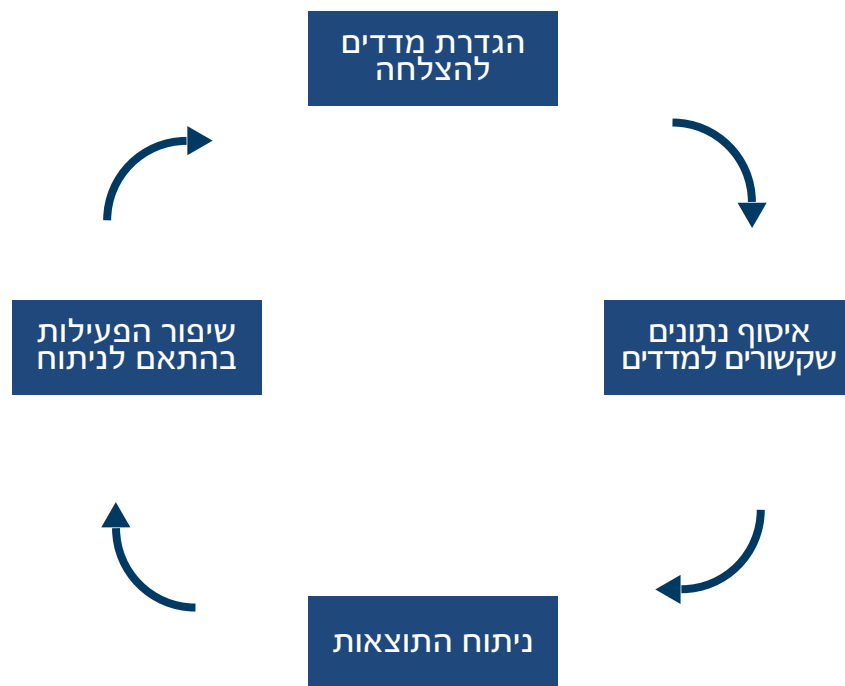 הגדרת מדדים
להצלחה
איסוף נתונים
שקשורים למדדים
ניתוח התוצאות
שיפור הפעילות
בהתאם לניתוח